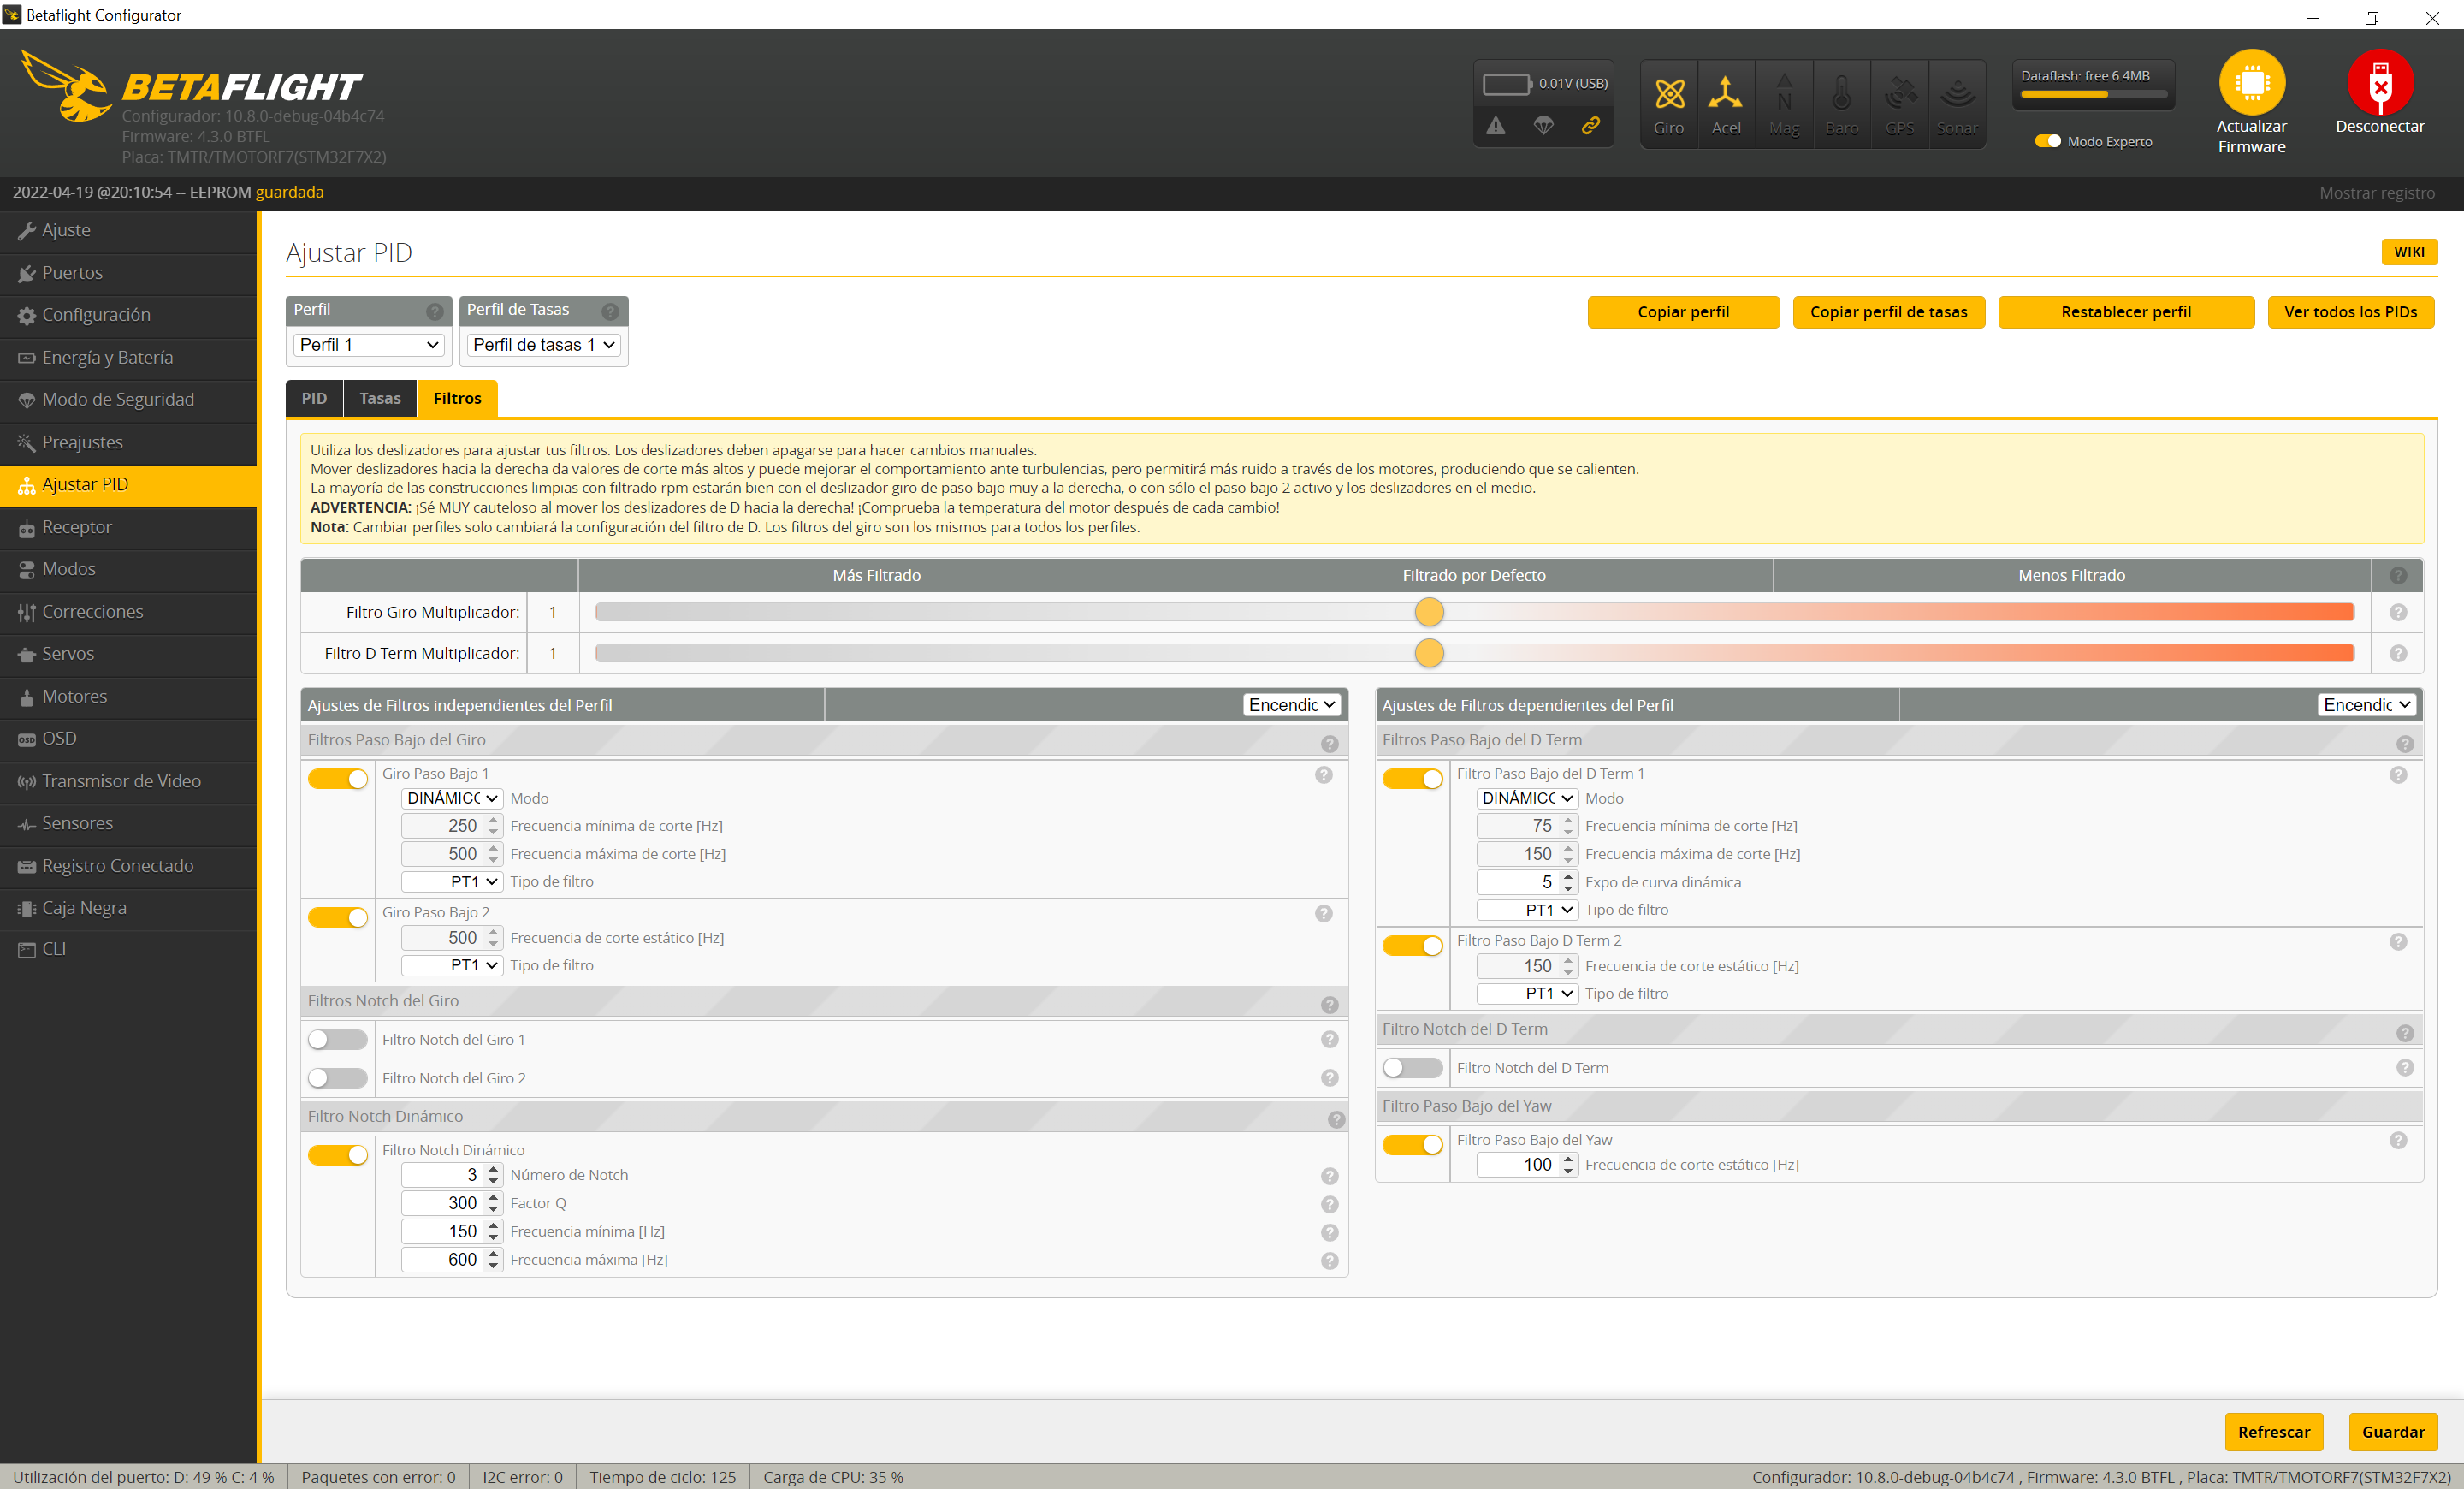 Betaflight Configurator
BETAFLIGHT
Configurador: 10.8.0-debug-04b4c74
Firmware: 4.3.0 BTFL
Placa: TMTR/TMOTORF7(STM32F7X2)
0.01V (USB)
Giro
Acel
Mag
Baro
GPS
Sonar
Dataflash: free 6.4MB
Modo Experto
Actualizar
Firmware
Desconectar
2022-04-19 @20:10:54 -- EEPROM guardada
Mostrar registro
Ajuste
Puertos
Configuración
Energía y Batería
Modo de Seguridad
Preajustes
Ajustar PID
Receptor
Modos
Correcciones
Servos
Motores
OSD
Transmisor de Video
Sensores
Registro Conectado
Caja Negra
CLI
Ajustar PID
WIKI
Perfil
Perfil 1
Perfil de Tasas
Perfil de tasas 1
Copiar perfil
Copiar perfil de tasas
Restablecer perfil
Ver todos los PIDs
PID
Tasas
Filtros
Utiliza los deslizadores para ajustar tus filtros. Los deslizadores deben apagarse para hacer cambios manuales.
Mover deslizadores hacia la derecha da valores de corte más altos y puede mejorar el comportamiento ante turbulencias, pero permitirá más ruido a través de los motores, produciendo que se calienten.
La mayoría de las construcciones limpias con filtrado rpm estarán bien con el deslizador giro de paso bajo muy a la derecha, o con sólo el paso bajo 2 activo y los deslizadores en el medio.
ADVERTENCIA: ¡Sé MUY cauteloso al mover los deslizadores de D hacia la derecha! ¡Comprueba la temperatura del motor después de cada cambio!
Nota: Cambiar perfiles solo cambiará la configuración del filtro de D. Los filtros del giro son los mismos para todos los perfiles.
Más Filtrado
Filtrado por Defecto
Menos Filtrado
Filtro Giro Multiplicador: 1
Filtro D Term Multiplicador: 1
Ajustes de Filtros independientes del Perfil
Encendic
Filtros Paso Bajo del Giro
Giro Paso Bajo 1
DINÁMICC Modo
250 Frecuencia mínima de corte [Hz]
500 Frecuencia máxima de corte [Hz]
PT1 Tipo de filtro
Giro Paso Bajo 2
500 Frecuencia de corte estático [Hz]
PT1 Tipo de filtro
Filtros Notch del Giro
Filtro Notch del Giro 1
Filtro Notch del Giro 2
Filtro Notch Dinámico
Filtro Notch Dinámico
3 Número de Notch
300 Factor Q
150 Frecuencia mínima [Hz]
600 Frecuencia máxima [Hz]
Ajustes de Filtros dependientes del Perfil
Encendic
Filtros Paso Bajo del D Term
Filtro Paso Bajo del D Term 1
DINÁMICC Modo
75 Frecuencia mínima de corte [Hz]
150 Frecuencia máxima de corte [Hz]
5 Expo de curva dinámica
PT1 Tipo de filtro
Filtro Paso Bajo D Term 2
150 Frecuencia de corte estático [Hz]
PT1 Tipo de filtro
Filtro Notch del D Term
Filtro Notch del D Term
Filtro Paso Bajo del Yaw
Filtro Paso Bajo del Yaw
100 Frecuencia de corte estático [Hz]
Refrescar
Guardar
Utilización del puerto: D: 49 % C: 4 %
Paquetes con error: 0
I2C error: 0
Tiempo de ciclo: 125
Carga de CPU: 35 %
Configurador: 10.8.0-debug-04b4c74 , Firmware: 4.3.0 BTFL , Placa: TMTR/TMOTORF7(STM32F7X2)